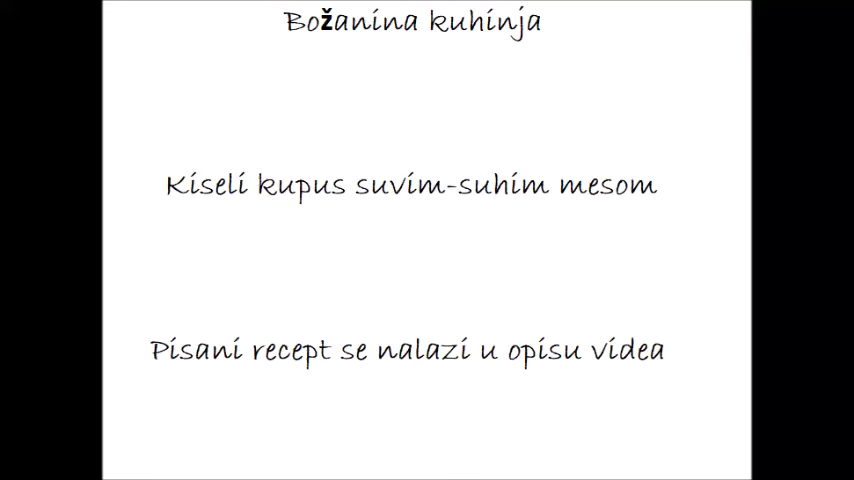 Božanina kuhinja
Kiseli kupus suvim-suhim mesom
Pisani recept se nalazi u opisu videa